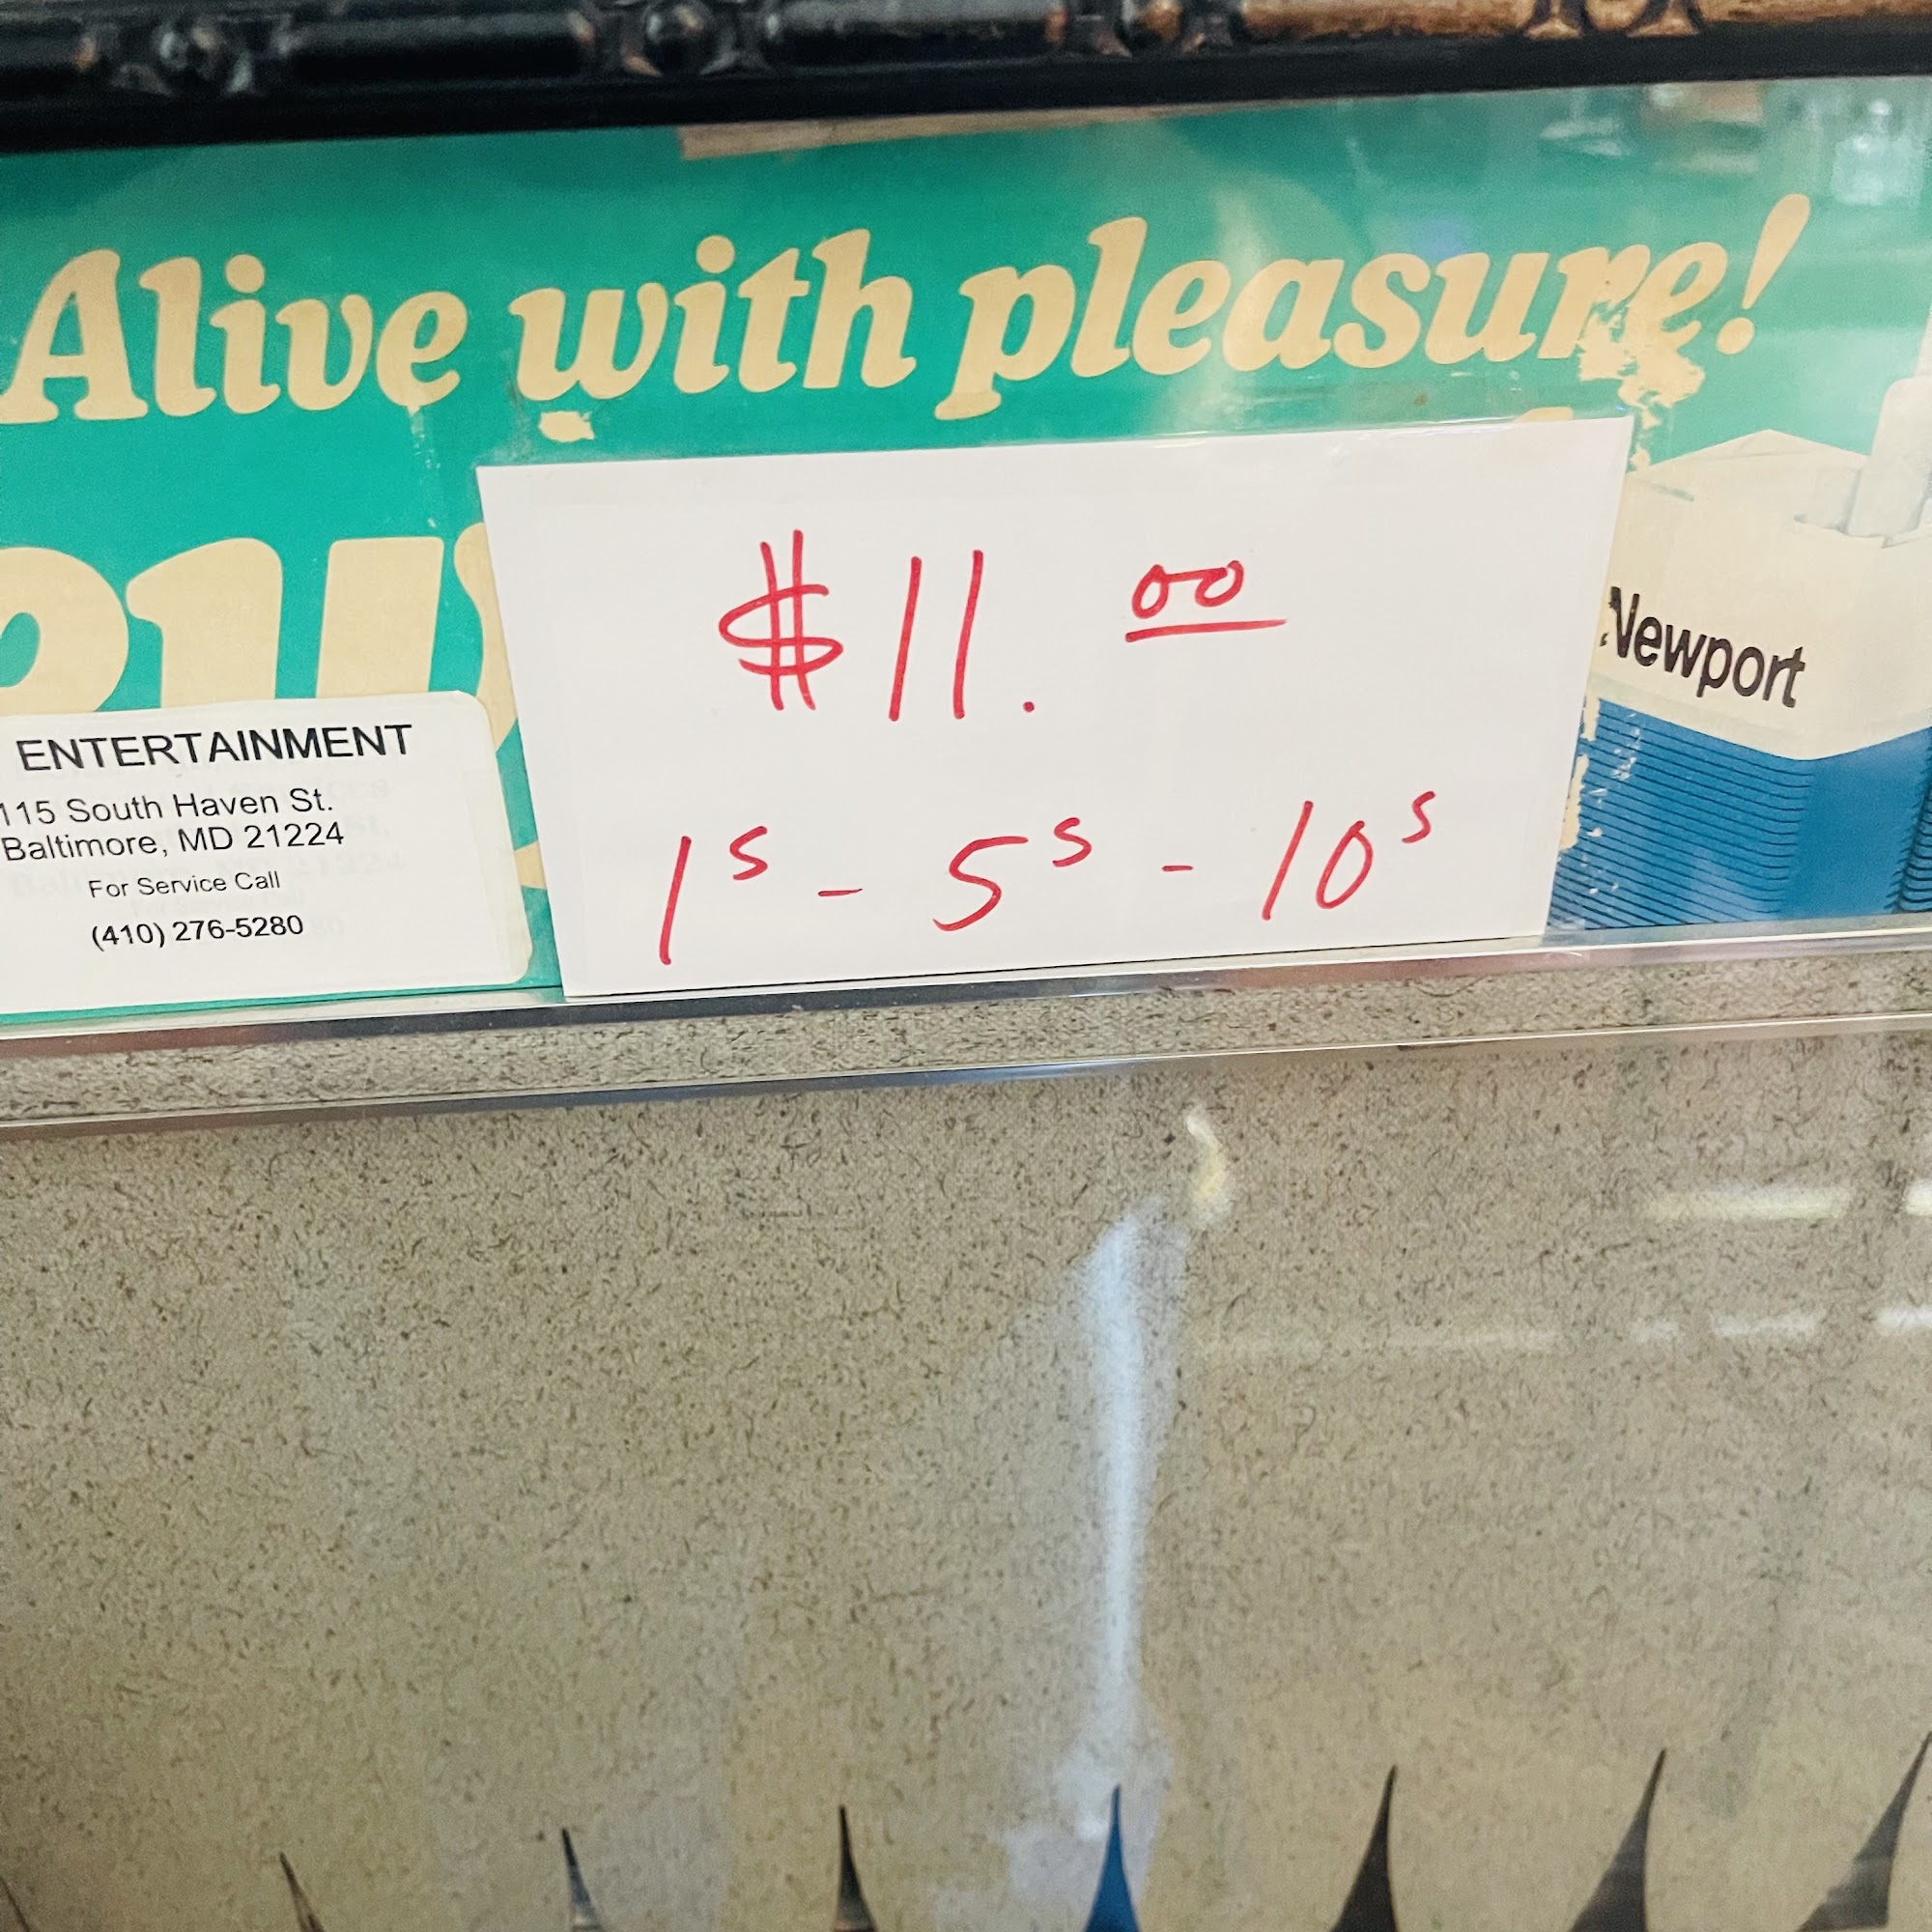 Alive with pleasure!
$11.00
1s - 5s - 10s
Newport
ENTERTAINMENT
115 South Haven St.
Baltimore, MD 21224
For Service Call
(410) 276-5280